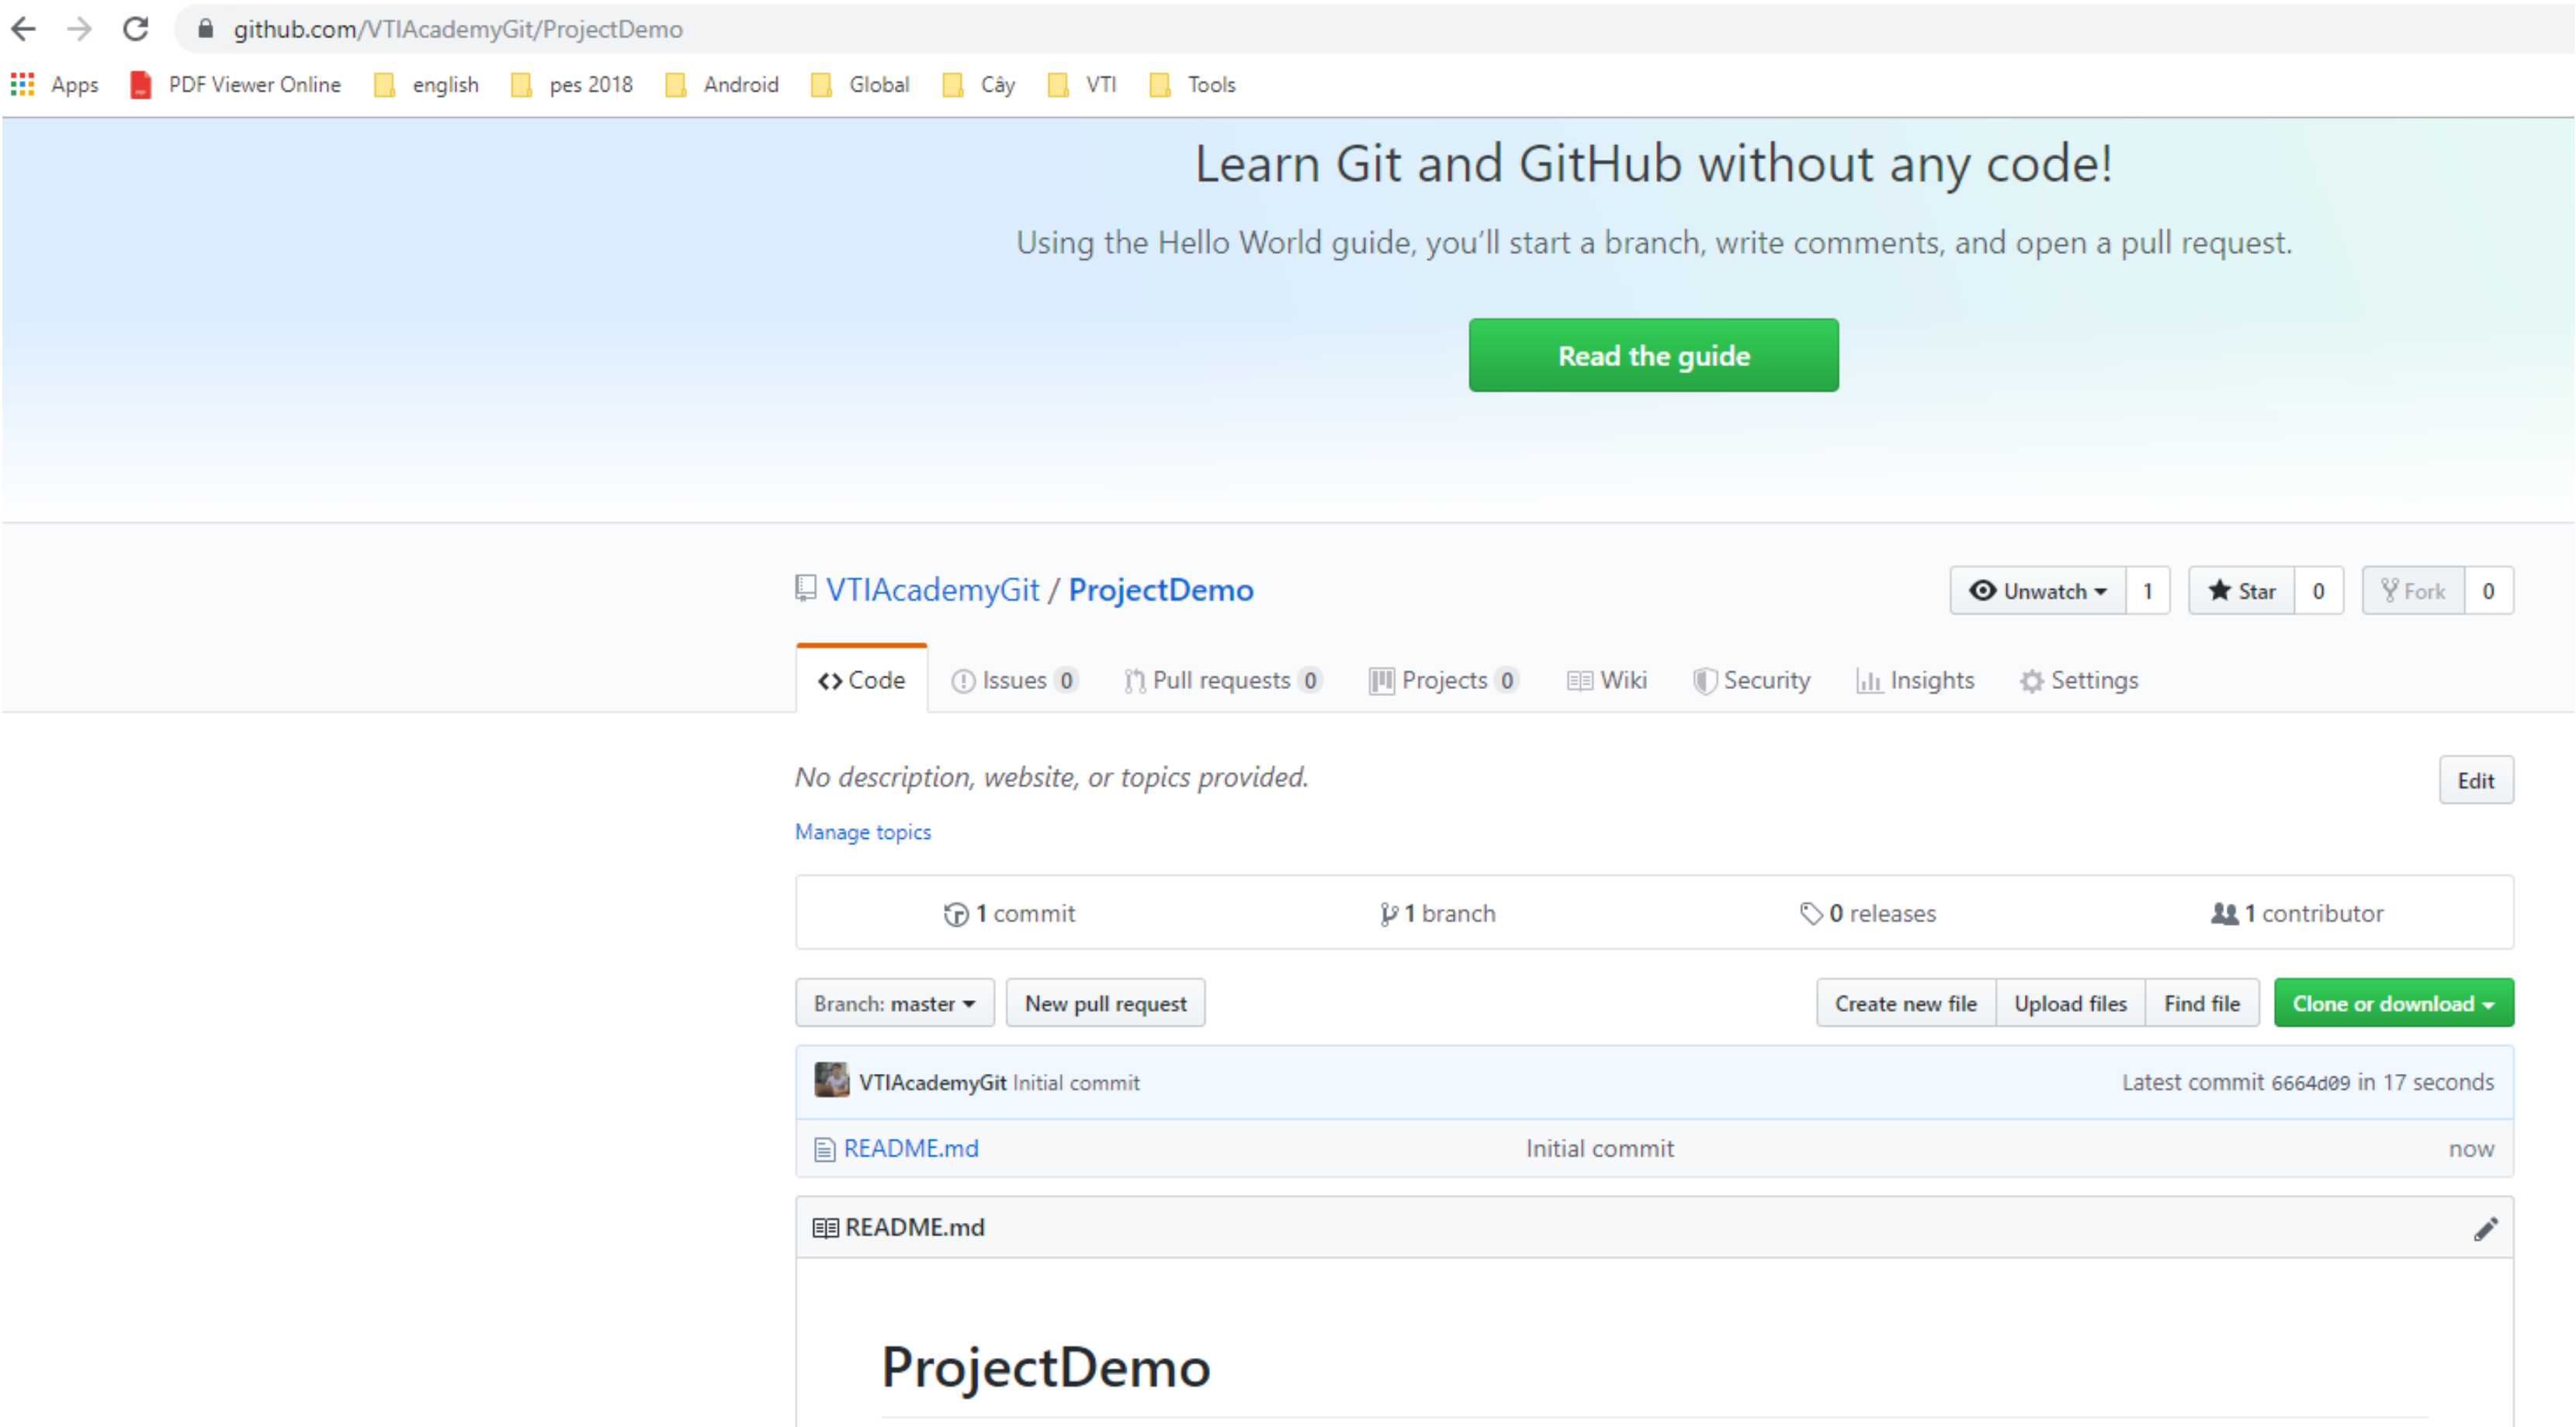 github.com/VTIAcademyGit/ProjectDemo
Apps PDF Viewer Online english pes 2018 Android Global Cây VTI Tools
Learn Git and GitHub without any code!
Using the Hello World guide, you'll start a branch, write comments, and open a pull request.
Read the guide
VTIAcademyGit / ProjectDemo Unwatch 1 Star 0 Fork 0
Code Issues 0 Pull requests 0 Projects 0 Wiki Security Insights Settings
No description, website, or topics provided. Edit
Manage topics
1 commit 1 branch 0 releases 1 contributor
Branch: master New pull request Create new file Upload files Find file Clone or download
VTIAcademyGit Initial commit Latest commit 6664d09 in 17 seconds
README.md Initial commit now
README.md
ProjectDemo